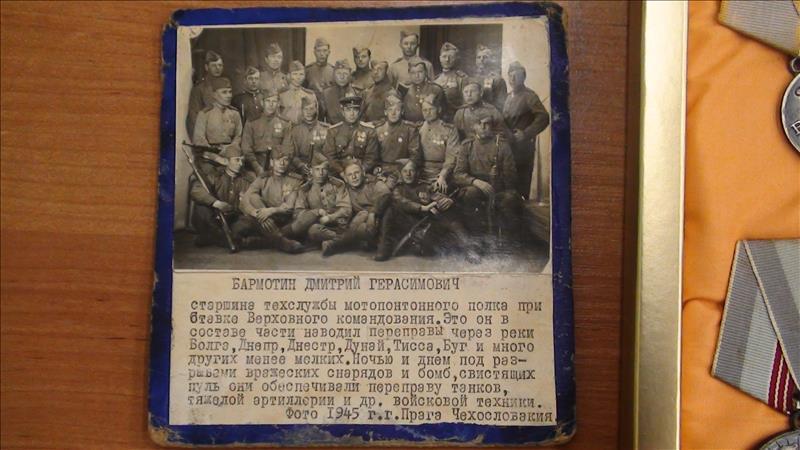 БАРМОТИН ДМИТРИЙ ГЕРАСИМОВИЧ
старшина техслужбы мотопонтонного полка при
Ставке Верховного командования.Это он в
составе части наводил переправы через реки
Волга,Днепр,Днестр,Дунай,Тисса,Буг и много
других менее мелких.Ночью и днем под раз-
рывами вражеских снарядов и бомб,свистящих
пуль они обеспечивали переправу танков,
тяжелой артиллерии и др. войсковой техники.
Фото 1945 г.г.Прага Чехословакия.